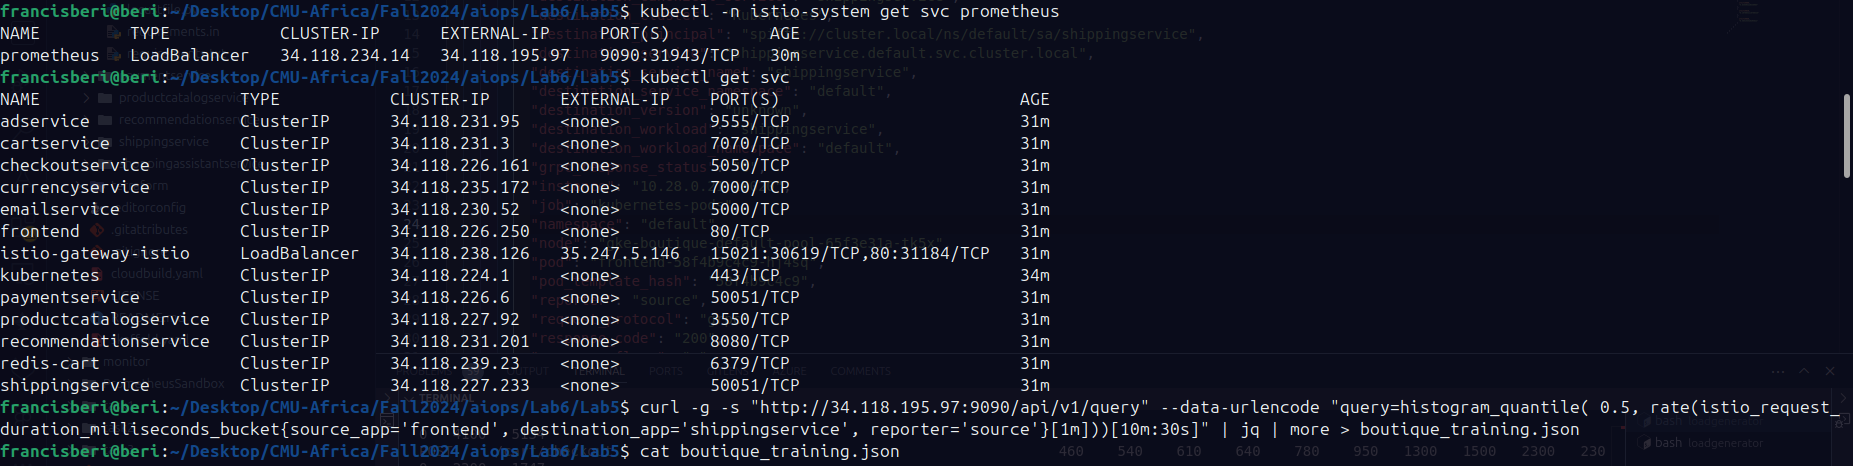 francisberi@beri:~/Desktop/CMU-Africa/Fall2024/aiops/Lab6/Lab5$ kubectl -n istio-system get svc prometheus
NAME         TYPE           CLUSTER-IP      EXTERNAL-IP     PORT(S)          AGE
prometheus   LoadBalancer   34.118.234.14   34.118.195.97   9090:31943/TCP   30m
francisberi@beri:~/Desktop/CMU-Africa/Fall2024/aiops/Lab6/Lab5$ kubectl get svc
NAME                    TYPE           CLUSTER-IP       EXTERNAL-IP    PORT(S)                        AGE
adservice               ClusterIP      34.118.231.95    <none>         9555/TCP                       31m
cartservice             ClusterIP      34.118.231.3     <none>         7070/TCP                       31m
checkoutservice         ClusterIP      34.118.226.161   <none>         5050/TCP                       31m
currencyservice         ClusterIP      34.118.235.172   <none>         7000/TCP                       31m
emailservice            ClusterIP      34.118.230.52    <none>         5000/TCP                       31m
frontend                ClusterIP      34.118.226.250   <none>         80/TCP                         31m
istio-gateway-istio     LoadBalancer   34.118.238.126   35.247.5.146   15021:30619/TCP,80:31184/TCP   31m
kubernetes              ClusterIP      34.118.224.1     <none>         443/TCP                        34m
paymentservice          ClusterIP      34.118.226.6     <none>         50051/TCP                      31m
productcatalogservice   ClusterIP      34.118.227.92    <none>         3550/TCP                       31m
recommendationservice   ClusterIP      34.118.231.201   <none>         8080/TCP                       31m
redis-cart              ClusterIP      34.118.239.23    <none>         6379/TCP                       31m
shippingservice         ClusterIP      34.118.227.233   <none>         50051/TCP                      31m
francisberi@beri:~/Desktop/CMU-Africa/Fall2024/aiops/Lab6/Lab5$ curl -g -s "http://34.118.195.97:9090/api/v1/query" --data-urlencode "query=histogram_quantile( 0.5, rate(istio_request_
duration_milliseconds_bucket{source_app='frontend', destination_app='shippingservice', reporter='source'}[1m]))[10m:30s]" | jq | more > boutique_training.json
francisberi@beri:~/Desktop/CMU-Africa/Fall2024/aiops/Lab6/Lab5$ cat boutique_training.json